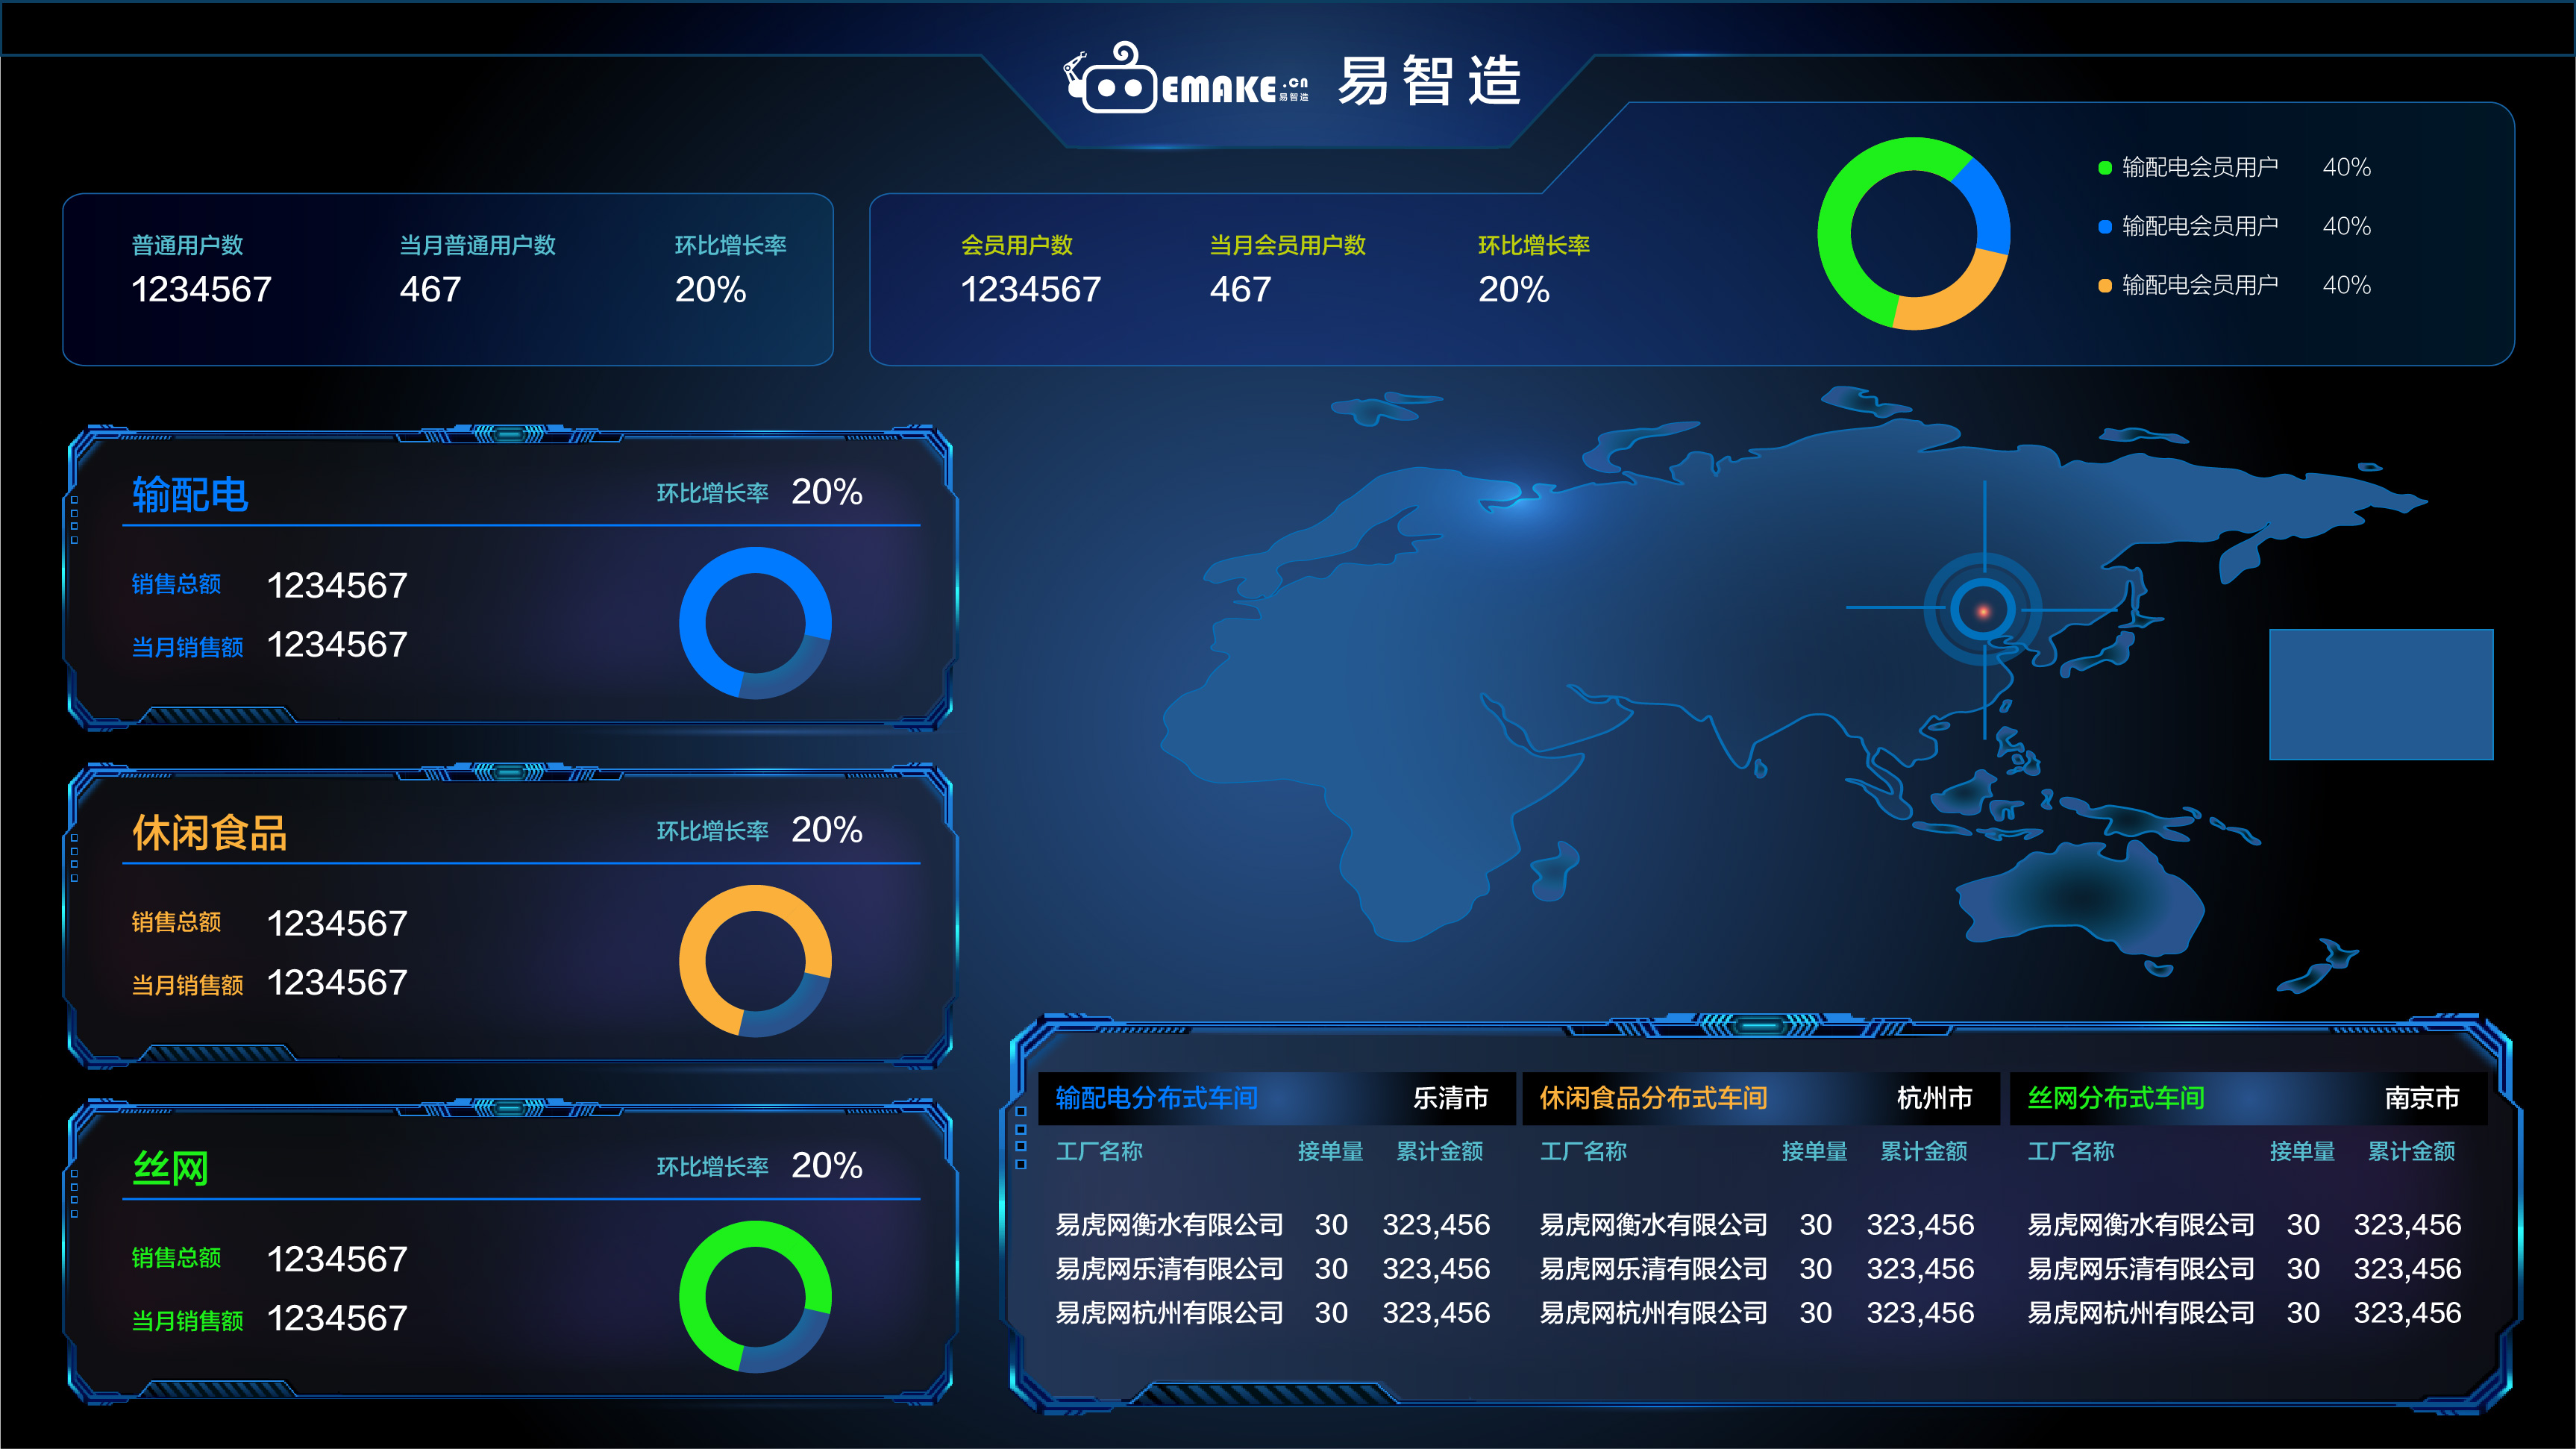 EMAKE.cn 易智造 易智造
普通用户数 当月普通用户数 环比增长率
1234567 467 20%
会员用户数 当月会员用户数 环比增长率
1234567 467 20%
输配电会员用户 40%
输配电会员用户 40%
输配电会员用户 40%
输配电 环比增长率 20%
销售总额 1234567
当月销售额 1234567
休闲食品 环比增长率 20%
销售总额 1234567
当月销售额 1234567
丝网 环比增长率 20%
销售总额 1234567
当月销售额 1234567
输配电分布式车间 乐清市
工厂名称 接单量 累计金额
易虎网衡水有限公司 30 323,456
易虎网乐清有限公司 30 323,456
易虎网杭州有限公司 30 323,456
休闲食品分布式车间 杭州市
工厂名称 接单量 累计金额
易虎网衡水有限公司 30 323,456
易虎网乐清有限公司 30 323,456
易虎网杭州有限公司 30 323,456
丝网分布式车间 南京市
工厂名称 接单量 累计金额
易虎网衡水有限公司 30 323,456
易虎网乐清有限公司 30 323,456
易虎网杭州有限公司 30 323,456